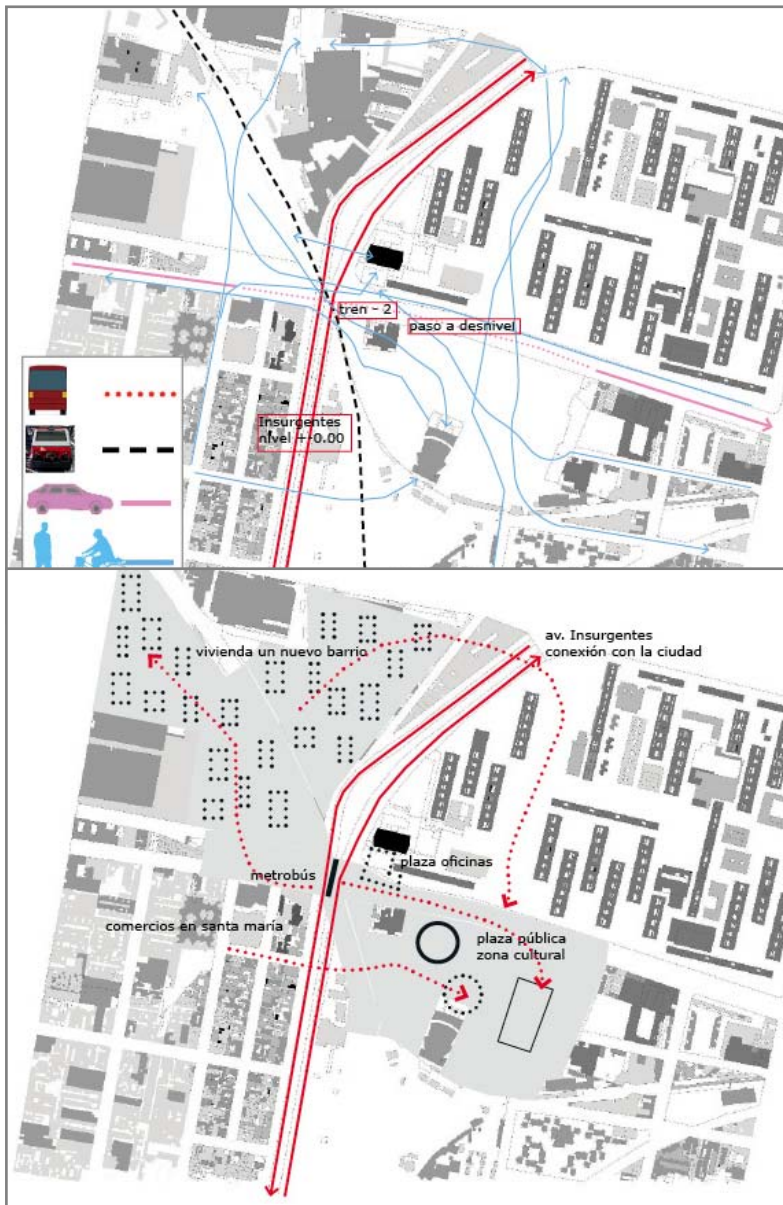 tren - 2
paso a desnivel
Insurgentes
nivel +-0.00
av. Insurgentes
conexión con la ciudad
vivienda un nuevo barrio
plaza oficinas
metrobús
comercios en santa maría
plaza pública
zona cultural